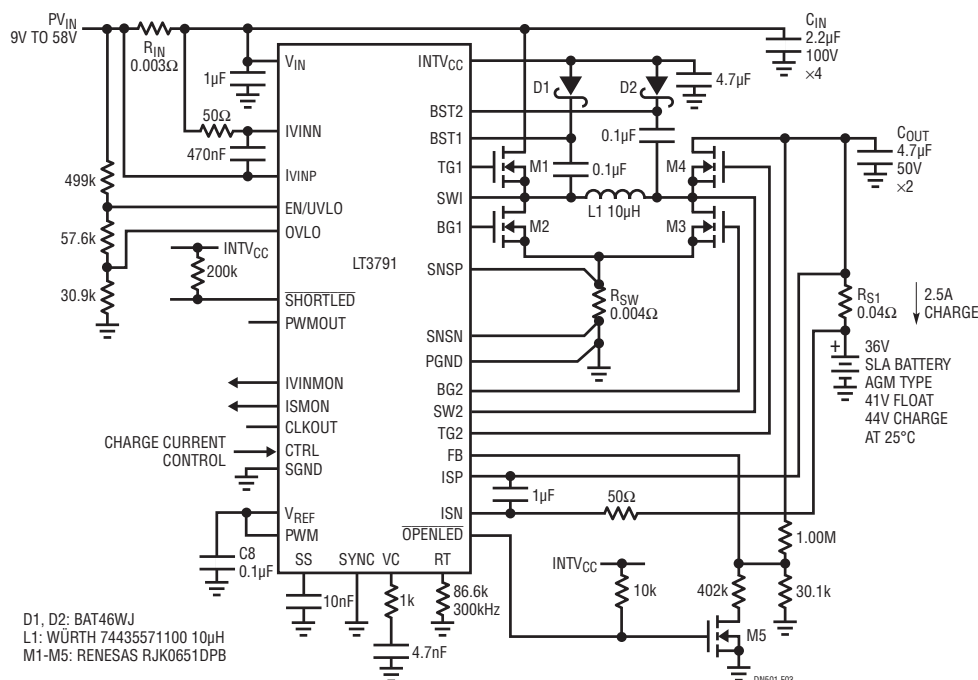 PVIN
9V TO 58V
RIN
0.003Ω
CIN
2.2µF
100V
×4
VIN
INTVCC
1µF
D1
D2
4.7µF
BST2
50Ω
IVINN
BST1
0.1µF
COUT
4.7µF
50V
×2
470nF
TG1
M1
0.1µF
M4
IVINP
499k
SWI
L1 10µH
EN/UVLO
BG1
M2
M3
57.6k
OVLO
INTVCC
LT3791
200k
SNSP
30.9k
SHORTLED
RSW
0.004Ω
RS1
0.04Ω
2.5A
CHARGE
PWMOUT
SNSN
PGND
+
36V
SLA BATTERY
AGM TYPE
41V FLOAT
44V CHARGE
AT 25°C
IVINMON
BG2
ISMON
SW2
CLKOUT
TG2
CHARGE CURRENT
CONTROL
CTRL
FB
SGND
ISP
1µF
50Ω
VREF
ISN
PWM
OPENLED
1.00M
C8
0.1µF
SS
SYNC
VC
RT
INTVCC
10nF
1k
86.6k
300kHz
10k
402k
30.1k
4.7nF
M5
D1, D2: BAT46WJ
L1: WÜRTH 74435571100 10µH
M1-M5: RENESAS RJK0651DPB
DN501 F03